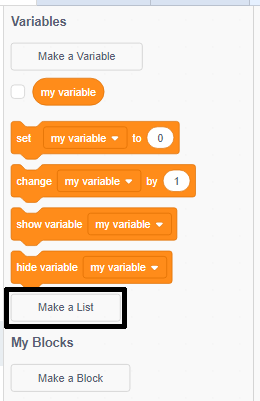 Variables
Make a Variable
my variable
set my variable to 0
change my variable by 1
show variable my variable
hide variable my variable
Make a List
My Blocks
Make a Block